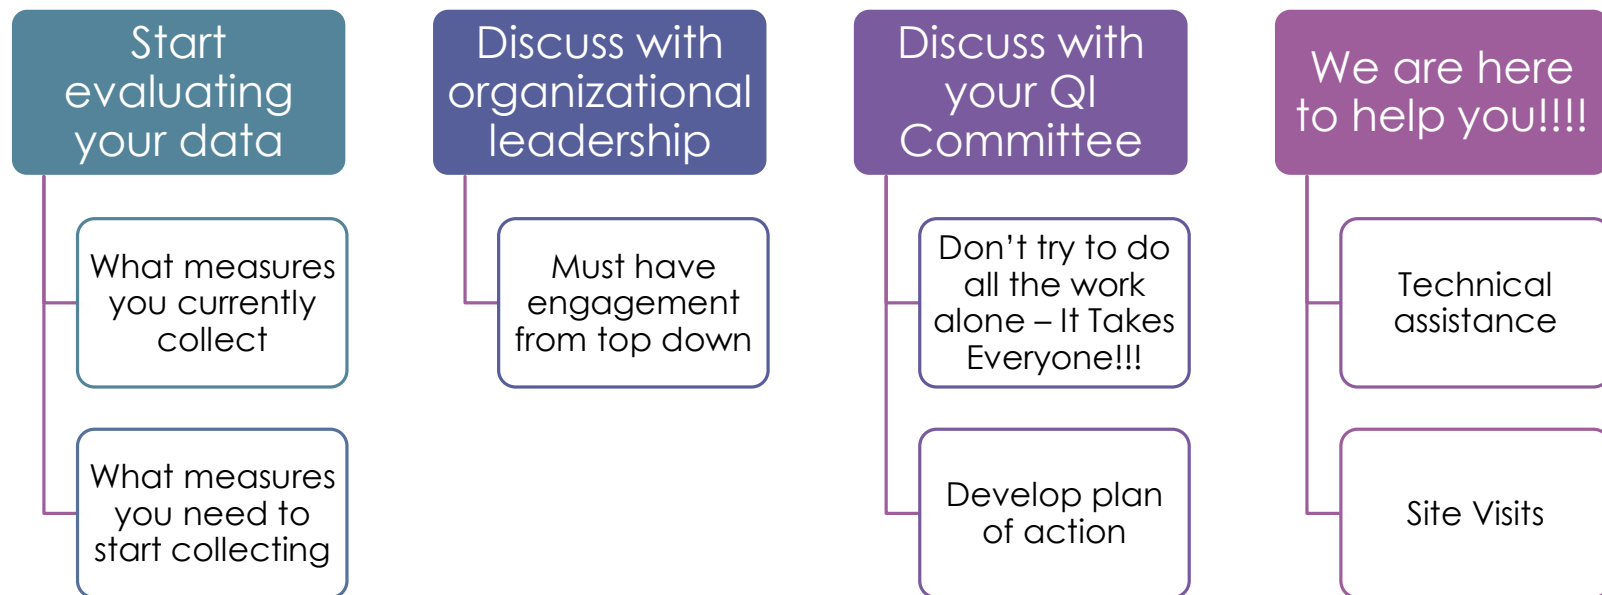 Start
evaluating
your data
What measures
you currently
collect
What measures
you need to
start collecting
Discuss with
organizational
leadership
Must have
engagement
from top down
Discuss with
your QI
Committee
Don’t try to do
all the work
alone – It Takes
Everyone!!!
Develop plan
of action
We are here
to help you!!!!
Technical
assistance
Site Visits